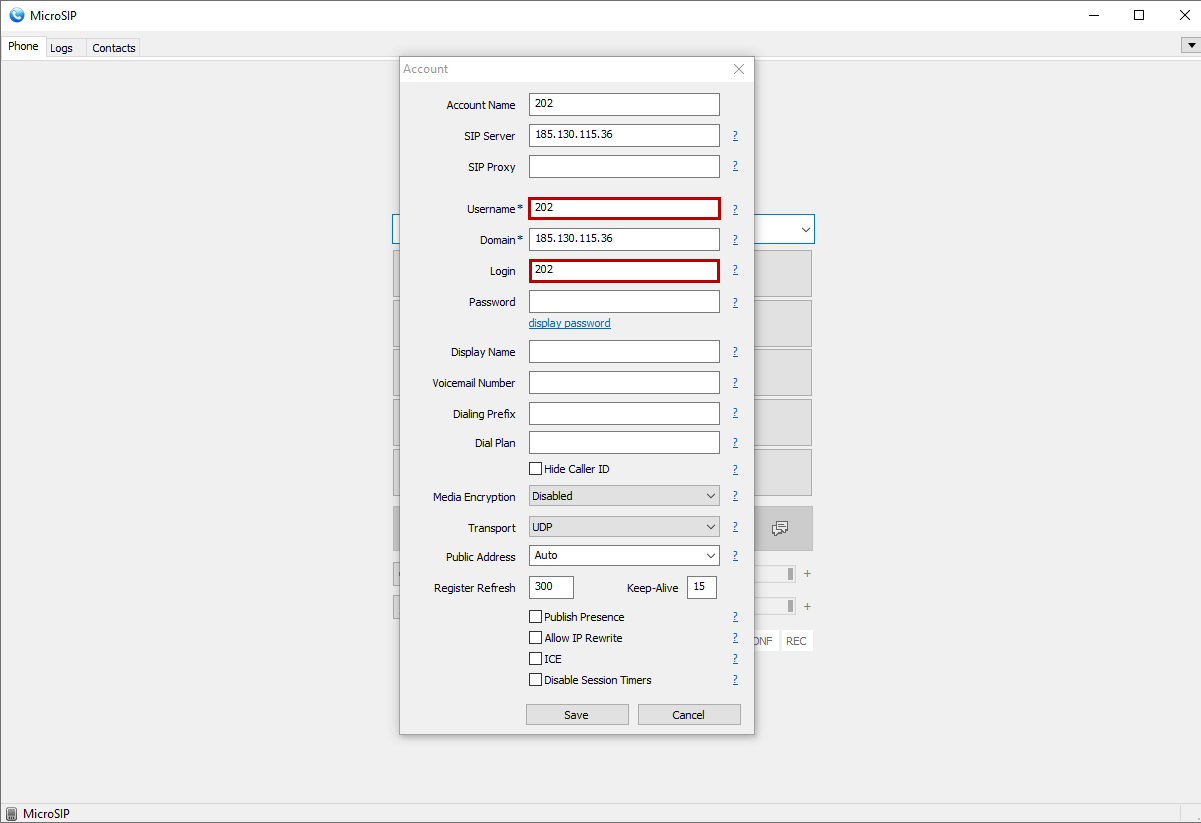 MicroSIP
Phone Logs Contacts
Account
Account Name 202
SIP Server 185.130.115.36 ?
SIP Proxy ?
Username* 202 ?
Domain* 185.130.115.36 ?
Login 202 ?
Password ?
display password
Display Name ?
Voicemail Number ?
Dialing Prefix ?
Dial Plan ?
Hide Caller ID ?
Media Encryption Disabled ?
Transport UDP ?
Public Address Auto ?
Register Refresh 300 Keep-Alive 15
+
Publish Presence ?
+
Allow IP Rewrite ?
REC
ICE ?
Disable Session Timers ?
Save Cancel
MicroSIP